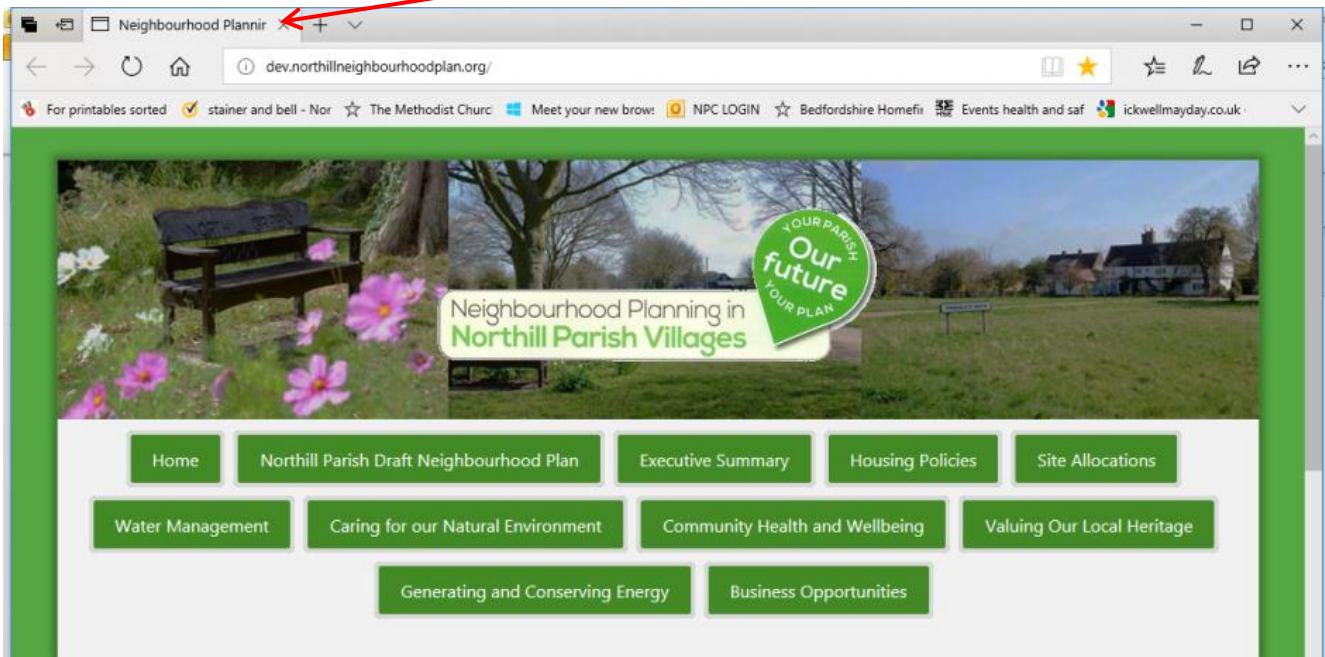 Neighbourhood Plannir
dev.northillneighbourhoodplan.org/
For printables sorted stainer and bell - Nor The Methodist Churc Meet your new brow: NPC LOGIN Bedfordshire Homefi Events health and saf ickwellmayday.co.uk
YOUR PARISH
Our
future
YOUR PLAN
Neighbourhood Planning in
Northill Parish Villages
Home Northill Parish Draft Neighbourhood Plan Executive Summary Housing Policies Site Allocations
Water Management Caring for our Natural Environment Community Health and Wellbeing Valuing Our Local Heritage
Generating and Conserving Energy Business Opportunities